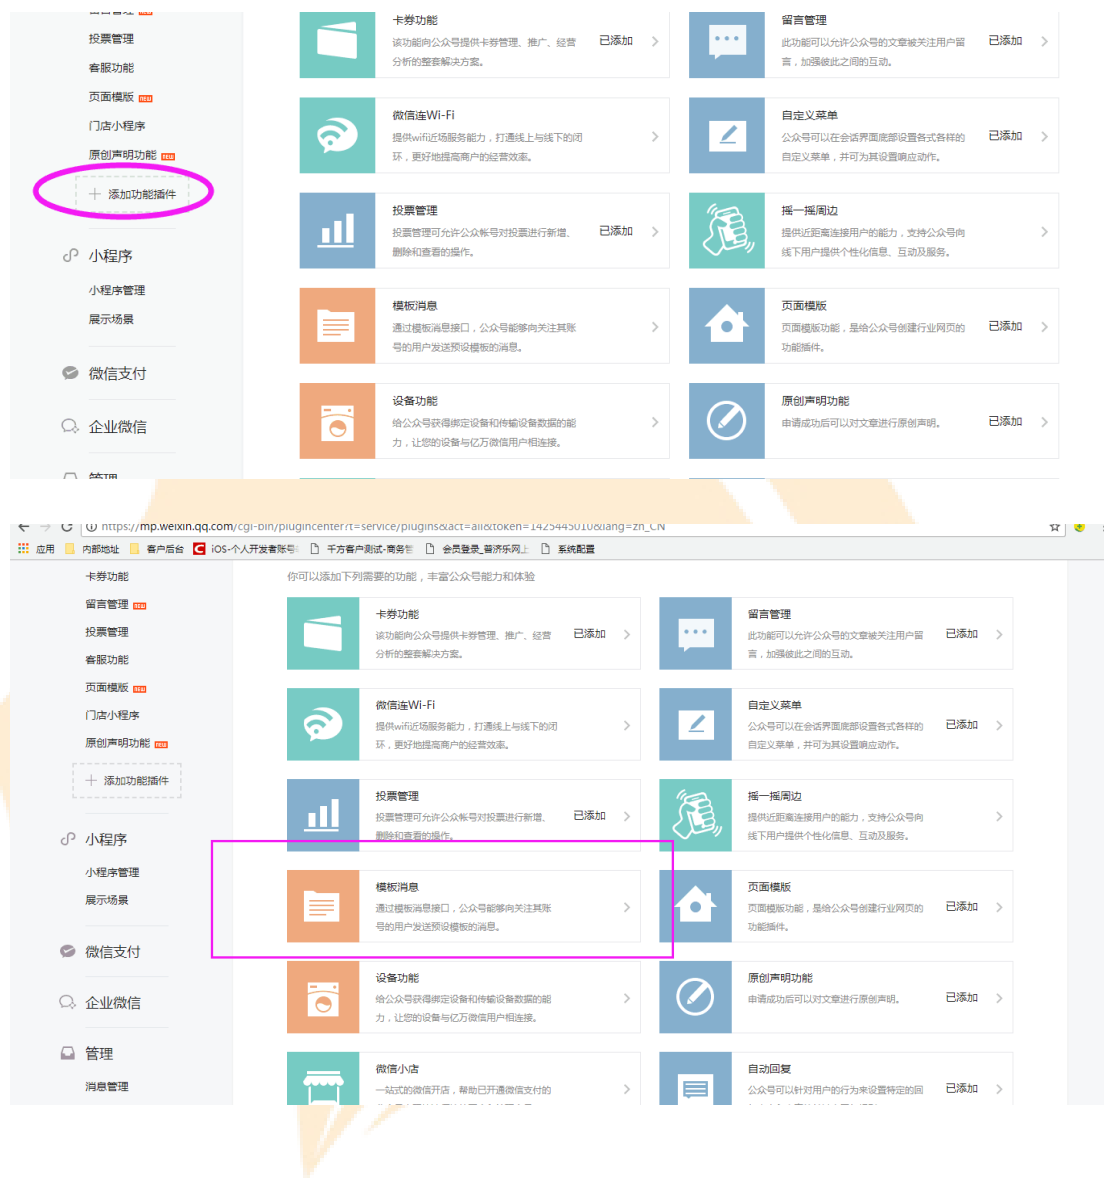 投票管理
客服功能
页面模版 NEW
门店小程序
原创声明功能 NEW
添加功能插件
小程序
小程序管理
展示场景
微信支付
企业微信
管理
卡券功能
该功能向公众号提供卡券管理、推广、经营
分析的整套解决方案。
已添加
留言管理
此功能可以允许公众号的文章被关注用户留
言，加强彼此之间的互动。
已添加
微信连Wi-Fi
提供wifi近场服务能力，打通线上与线下的闭
环，更好地提高商户的经营效率。
自定义菜单
公众号可以在会话界面底部设置各式各样的
自定义菜单，并可为其设置响应动作。
已添加
投票管理
投票管理可允许公众帐号对投票进行新增、
删除和查看的操作。
已添加
摇一摇周边
提供近距离连接用户的能力，支持公众号向
线下用户提供个性化信息、互动及服务。
模板消息
通过模板消息接口，公众号能够向关注其账
号的用户发送预设模板的消息。
页面模版
页面模版功能，是给公众号创建行业网页的
功能插件。
已添加
设备功能
给公众号获得绑定设备和传输设备数据的能
力，让您的设备与亿万微信用户相连接。
原创声明功能
申请成功后可以对文章进行原创声明。
已添加
https://mp.weixin.qq.com/cgi-bin/plugincenter?t=service/plugins&act=all&token=1425445010&lang=zh_CN
应用 内部地址 客户后台 iOS-个人开发者账号 千方客户测试-商务管 会员登录_普济乐网上 系统配置
卡券功能
留言管理 NEW
投票管理
客服功能
页面模版 NEW
门店小程序
原创声明功能 NEW
添加功能插件
小程序
小程序管理
展示场景
微信支付
企业微信
管理
消息管理
你可以添加下列需要的功能，丰富公众号能力和体验
卡券功能
该功能向公众号提供卡券管理、推广、经营
分析的整套解决方案。
已添加
留言管理
此功能可以允许公众号的文章被关注用户留
言，加强彼此之间的互动。
已添加
微信连Wi-Fi
提供wifi近场服务能力，打通线上与线下的闭
环，更好地提高商户的经营效率。
自定义菜单
公众号可以在会话界面底部设置各式各样的
自定义菜单，并可为其设置响应动作。
已添加
投票管理
投票管理可允许公众帐号对投票进行新增、
删除和查看的操作。
已添加
摇一摇周边
提供近距离连接用户的能力，支持公众号向
线下用户提供个性化信息、互动及服务。
模板消息
通过模板消息接口，公众号能够向关注其账
号的用户发送预设模板的消息。
页面模版
页面模版功能，是给公众号创建行业网页的
功能插件。
已添加
设备功能
给公众号获得绑定设备和传输设备数据的能
力，让您的设备与亿万微信用户相连接。
原创声明功能
申请成功后可以对文章进行原创声明。
已添加
微信小店
一站式的微信开店，帮助已开通微信支付的
自动回复
公众号可以针对用户的行为来设置特定的回
已添加